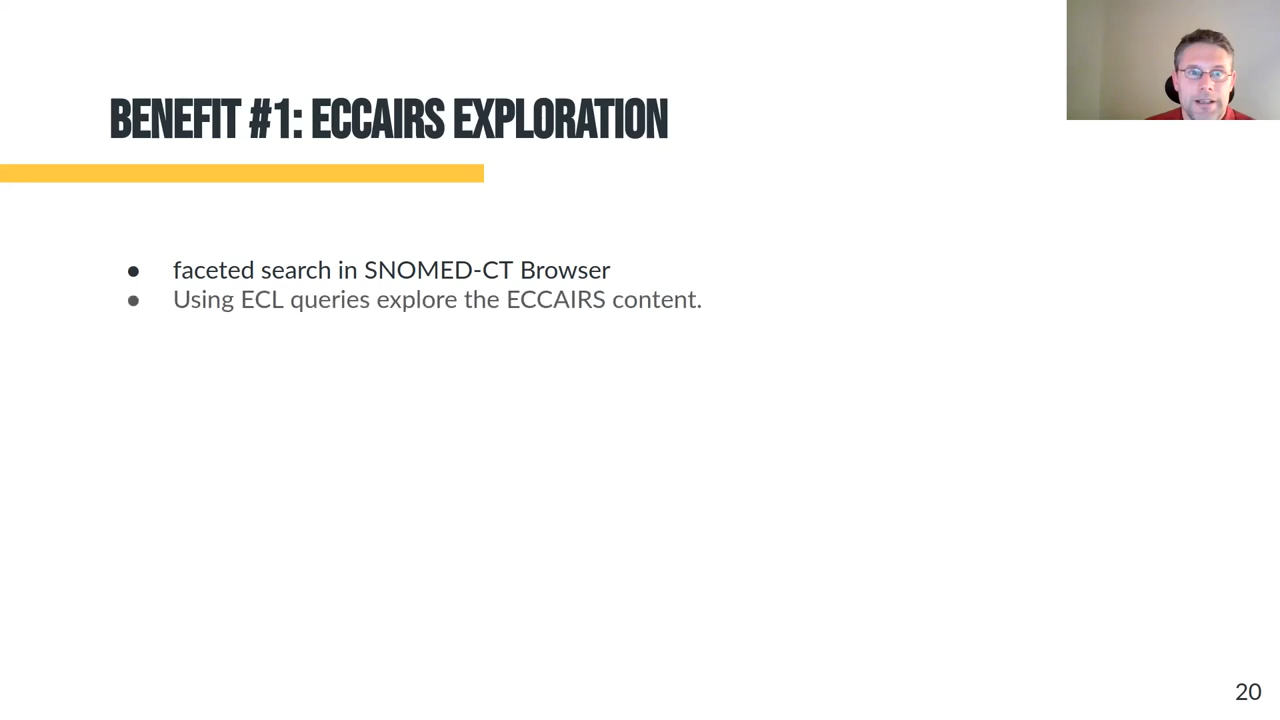 BENEFIT #1: ECCAIRS EXPLORATION
● faceted search in SNOMED-CT Browser
● Using ECL queries explore the ECCAIRS content.
20